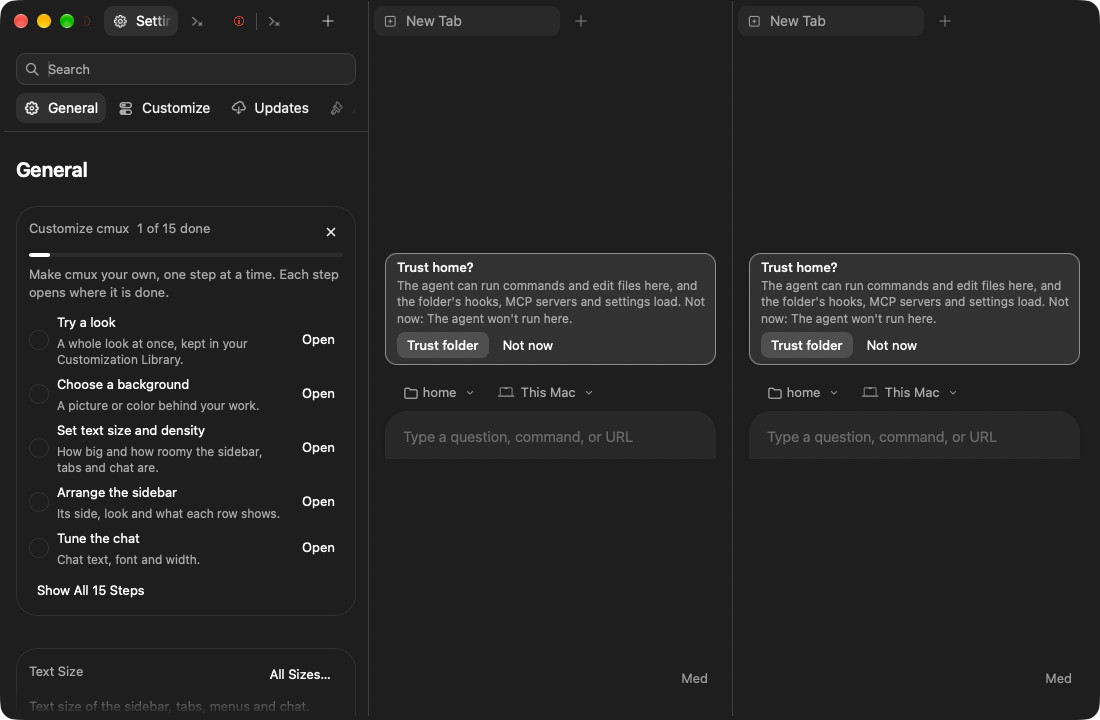 Settin
Search
General
Customize
Updates
General
Customize cmux 1 of 15 done
Make cmux your own, one step at a time. Each step
opens where it is done.
Try a look
A whole look at once, kept in your
Customization Library.
Open
Choose a background
A picture or color behind your work.
Open
Set text size and density
How big and how roomy the sidebar,
tabs and chat are.
Open
Arrange the sidebar
Its side, look and what each row shows.
Open
Tune the chat
Chat text, font and width.
Open
Show All 15 Steps
Text Size
All Sizes...
Text size of the sidebar, tabs, menus and chat.
New Tab
Trust home?
The agent can run commands and edit files here, and
the folder's hooks, MCP servers and settings load. Not
now: The agent won't run here.
Trust folder
Not now
home
This Mac
Type a question, command, or URL
Med
New Tab
Trust home?
The agent can run commands and edit files here, and
the folder's hooks, MCP servers and settings load. Not
now: The agent won't run here.
Trust folder
Not now
home
This Mac
Type a question, command, or URL
Med